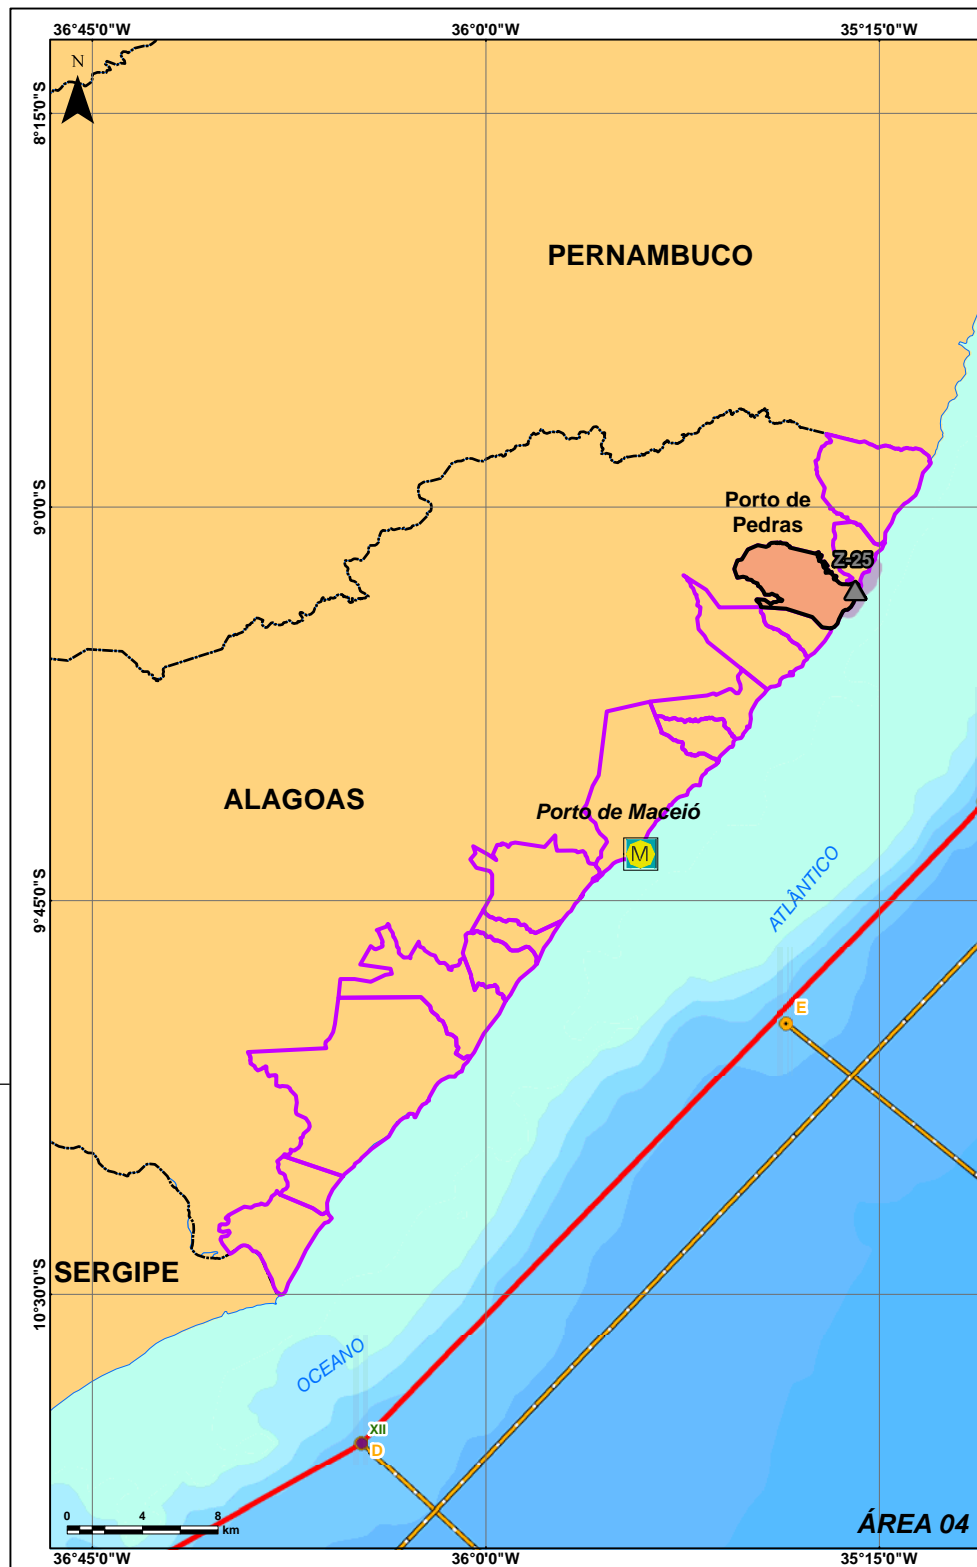 36°45'0"W
36°0'0"W
35°15'0"W
N
8°15'0"S
PERNAMBUCO
9°0'0"S
Porto de
Pedras
Z-25
ALAGOAS
Porto de Maceió
M
ATLÂNTICO
9°45'0"S
E
SERGIPE
10°30'0"S
OCEANO
XII
D
0 4 8
km
ÁREA 04
36°45'0"W
36°0'0"W
35°15'0"W